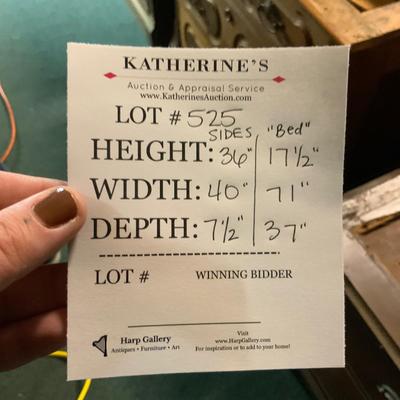 KATHERINE'S
Auction & Appraisal Service
www.KatherinesAuction.com
LOT # 525
SIDES "Bed"
HEIGHT: 36" 17 1/2"
WIDTH: 40" 71"
DEPTH: 7 1/2" 37"
LOT # WINNING BIDDER
Harp Gallery
Antiques • Furniture • Art
Visit
www.HarpGallery.com
For inspiration or to add to your home!